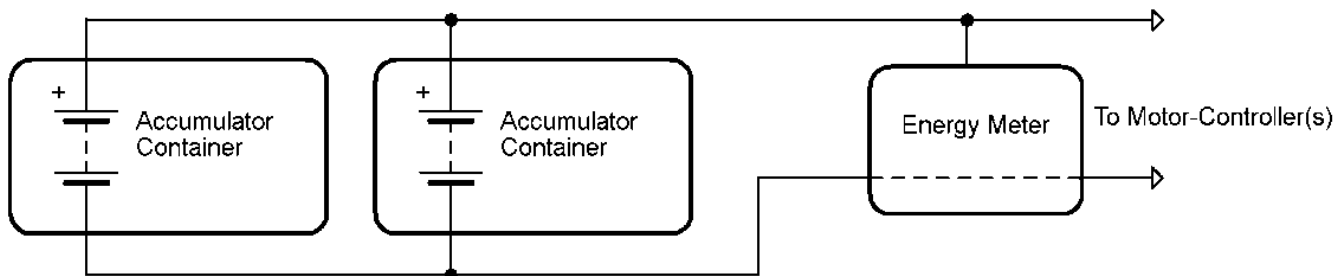 + Accumulator
Container
+ Accumulator
Container
Energy Meter
To Motor-Controller(s)